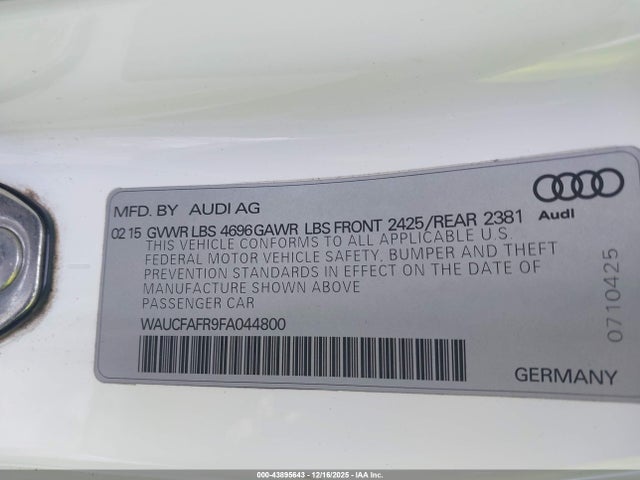 MFD. BY AUDI AG
02 15 GVWR LBS 4696 GAWR LBS FRONT 2425/REAR 2381
THIS VEHICLE CONFORMS TO ALL APPLICABLE U.S.
FEDERAL MOTOR VEHICLE SAFETY, BUMPER AND THEFT
PREVENTION STANDARDS IN EFFECT ON THE DATE OF
MANUFACTURE SHOWN ABOVE
PASSENGER CAR
WAUCFAFR9FA044800
Audi
0710425
GERMANY
000-43895643 | 12/16/2025 | IAA Inc.